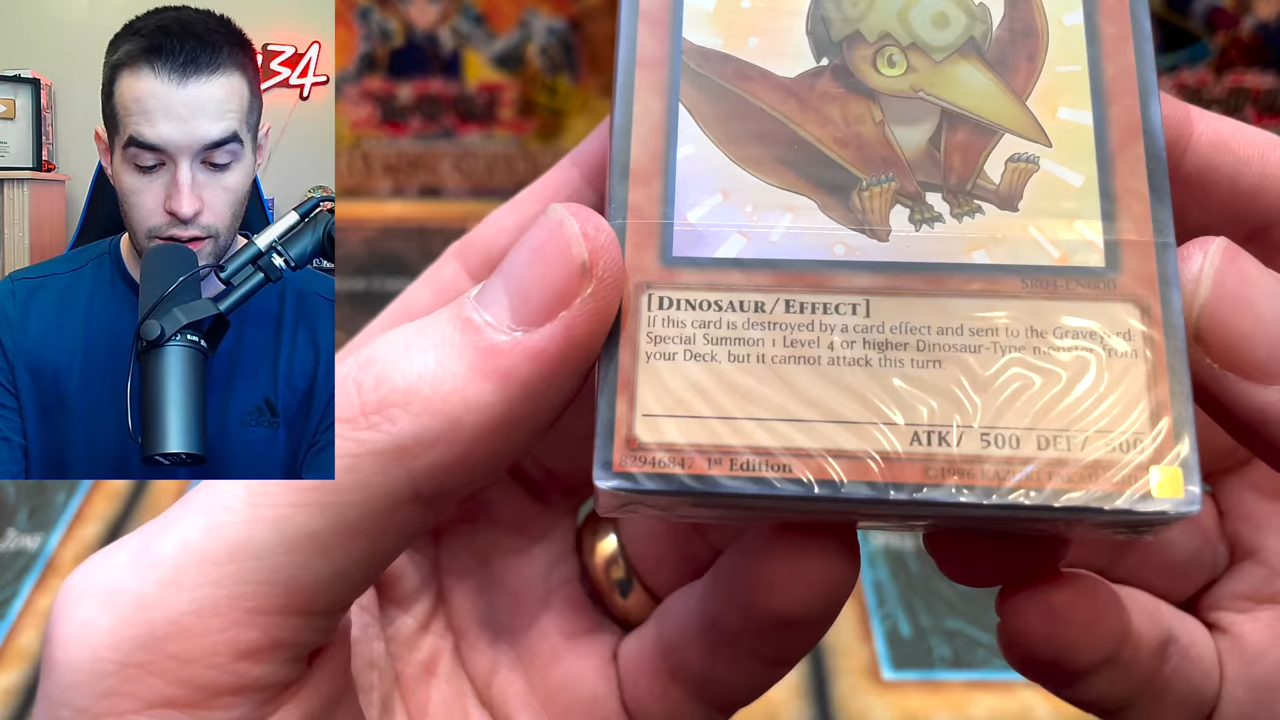 34
SR04-EN000
[DINOSAUR/EFFECT]
If this card is destroyed by a card effect and sent to the Graveyard:
Special Summon 1 Level 4 or higher Dinosaur-Type monster from
your Deck, but it cannot attack this turn.
ATK/ 500 DEF/ 500
82946847 1st Edition
©1996 KAZUKI TAKAHASHI
adidas